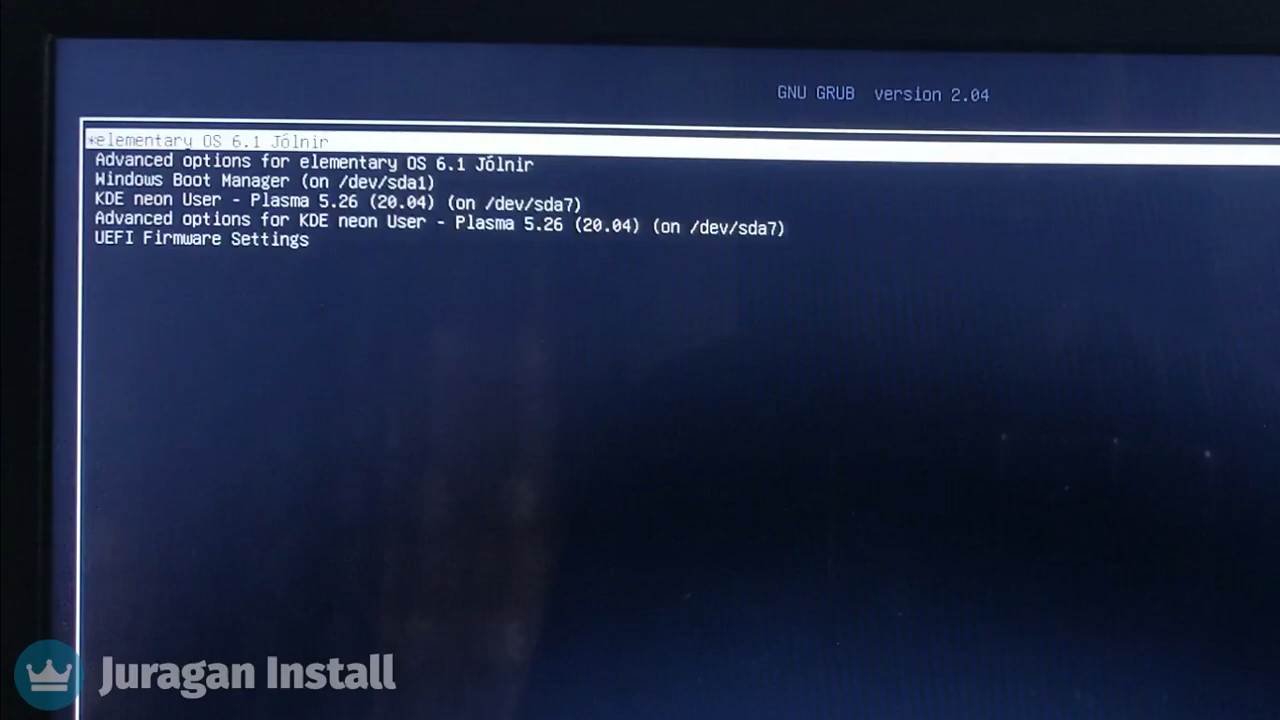 GNU GRUB version 2.04
*elementary OS 6.1 Jólnir
Advanced options for elementary OS 6.1 Jólnir
Windows Boot Manager (on /dev/sda1)
KDE neon User - Plasma 5.26 (20.04) (on /dev/sda7)
Advanced options for KDE neon User - Plasma 5.26 (20.04) (on /dev/sda7)
UEFI Firmware Settings
Juragan Install